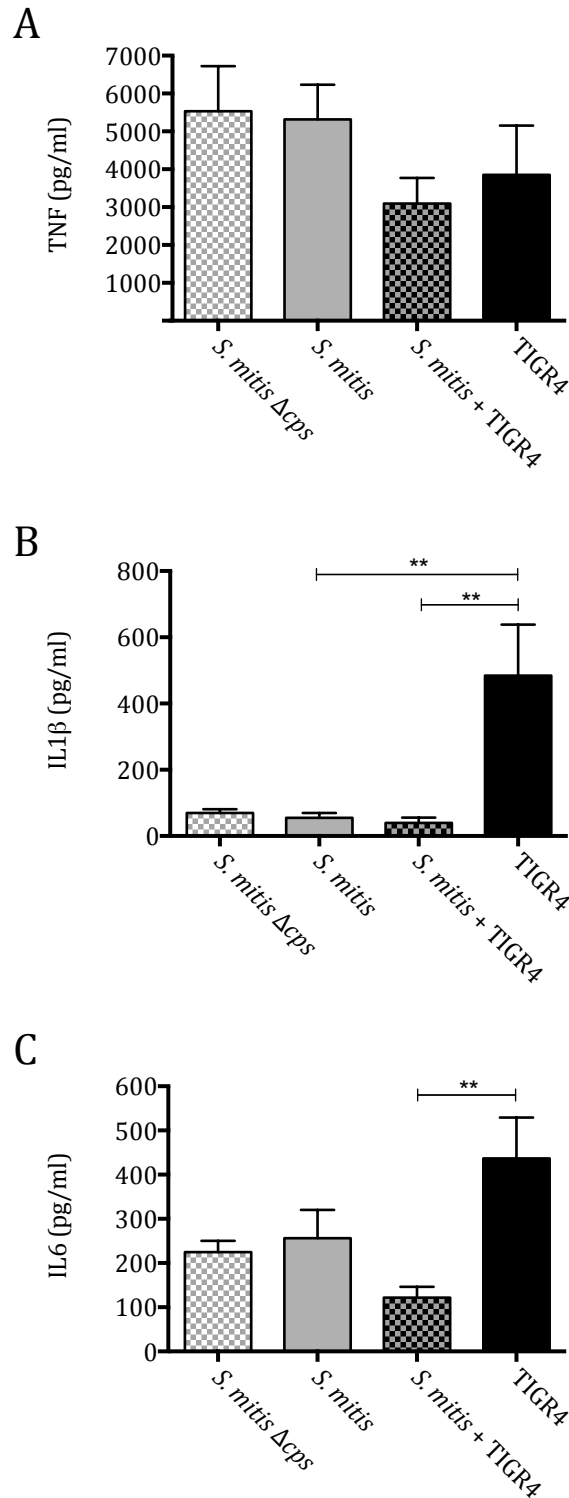 A
TNF (pg/ml)
7000
6000
5000
4000
3000
2000
1000
S. mitis Δcps
S. mitis
S. mitis + TIGR4
TIGR4
B
IL1β (pg/ml)
800
600
400
200
0
**
**
S. mitis Δcps
S. mitis
S. mitis + TIGR4
TIGR4
C
IL6 (pg/ml)
600
500
400
300
200
100
0
**
S. mitis Δcps
S. mitis
S. mitis + TIGR4
TIGR4